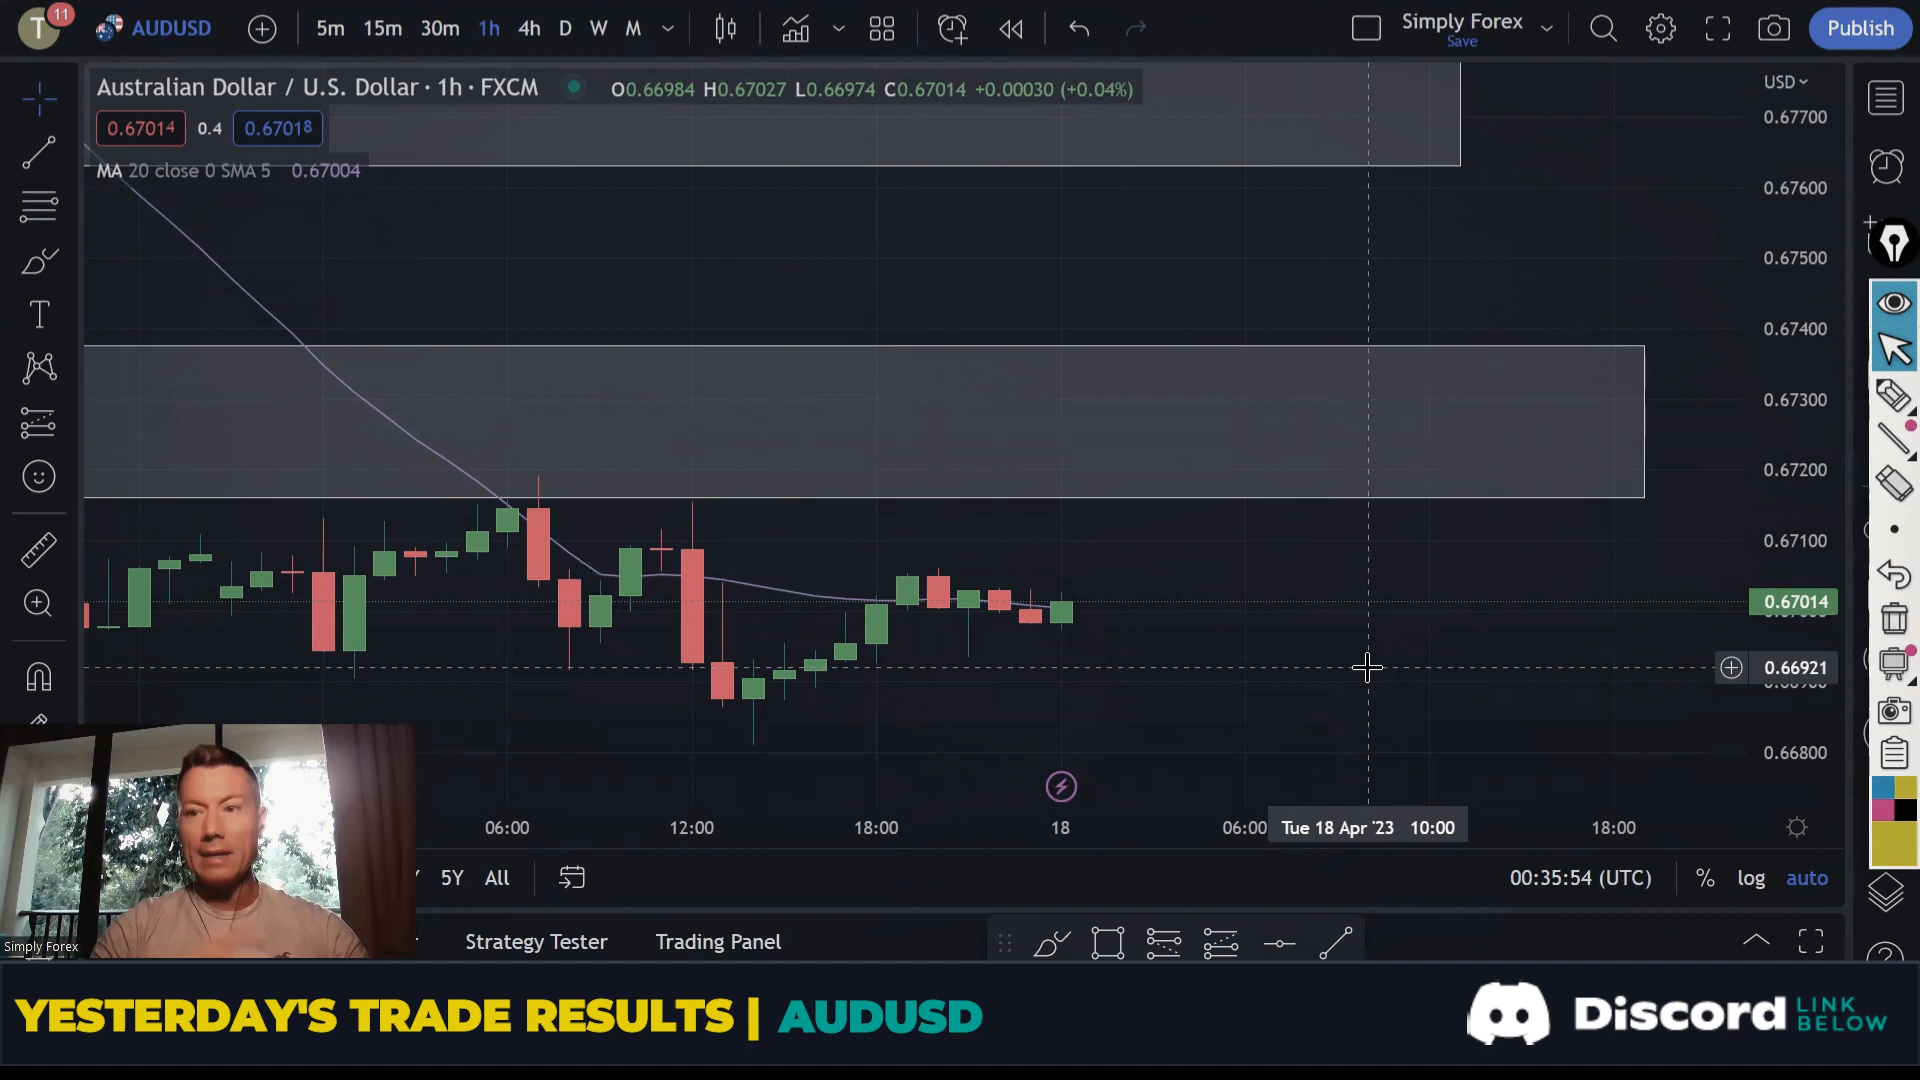 T
11
AUDUSD
5m 15m 30m 1h 4h D W M
Simply Forex
Save
Publish
Australian Dollar / U.S. Dollar · 1h · FXCM
O0.66984 H0.67027 L0.66974 C0.67014 +0.00030 (+0.04%)
USD
0.67014 0.4 0.67018
MA 20 close 0 SMA 5 0.67004
0.67700
0.67600
0.67500
0.67400
0.67300
0.67200
0.67100
0.67014
0.66921
0.66800
06:00 12:00 18:00 18 06:00 Tue 18 Apr '23 10:00 18:00
5Y All
00:35:54 (UTC) % log auto
Strategy Tester Trading Panel
Simply Forex
YESTERDAY'S TRADE RESULTS | AUDUSD
Discord LINK
BELOW